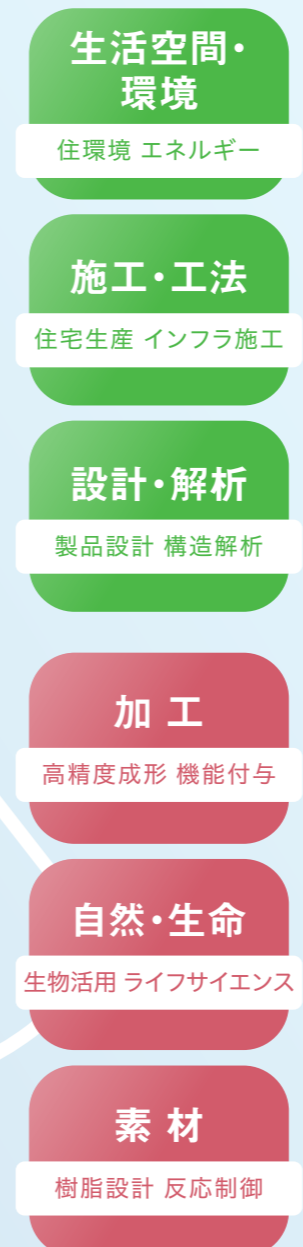 生活空間・
環境
住環境 エネルギー
施工・工法
住宅生産 インフラ施工
設計・解析
製品設計 構造解析
加 工
高精度成形 機能付与
自然・生命
生物活用 ライフサイエンス
素 材
樹脂設計 反応制御